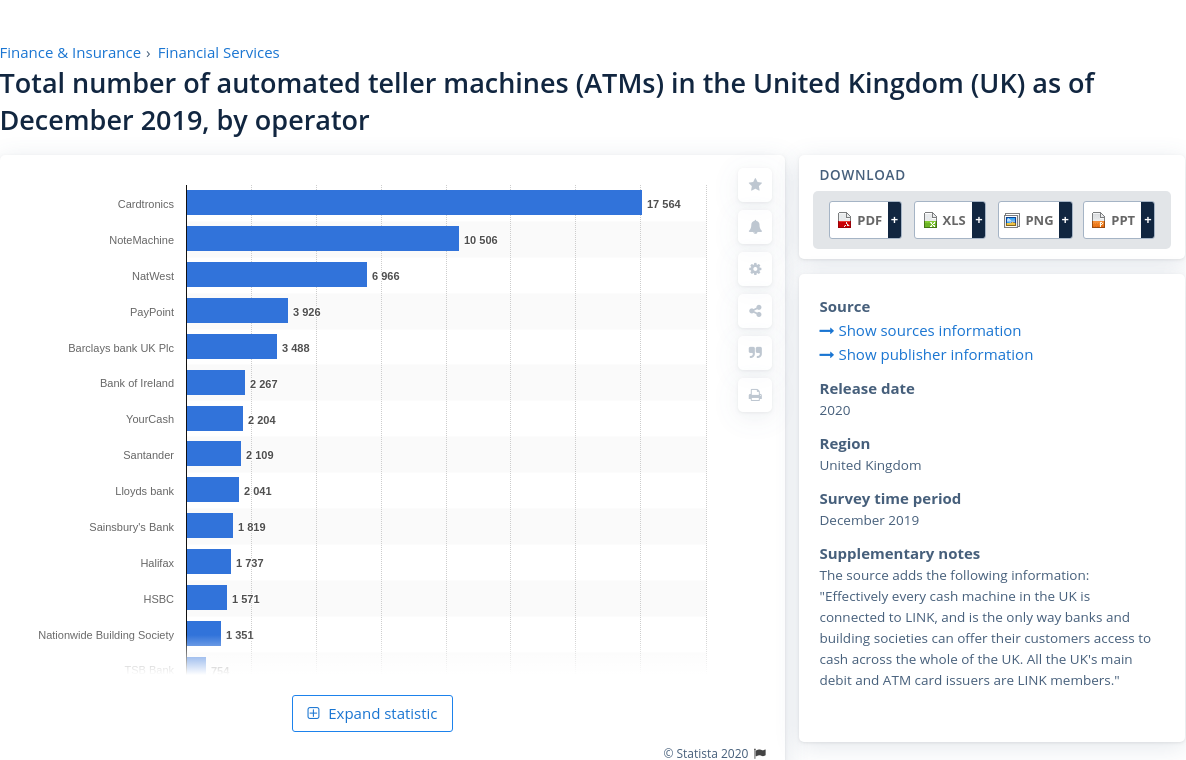 Finance & Insurance › Financial Services
Total number of automated teller machines (ATMs) in the United Kingdom (UK) as of
December 2019, by operator
Cardtronics 17 564
NoteMachine 10 506
NatWest 6 966
PayPoint 3 926
Barclays bank UK Plc 3 488
Bank of Ireland 2 267
YourCash 2 204
Santander 2 109
Lloyds bank 2 041
Sainsbury's Bank 1 819
Halifax 1 737
HSBC 1 571
Nationwide Building Society 1 351
TSB Bank 754
Expand statistic
© Statista 2020
DOWNLOAD
PDF + XLS + PNG + PPT +
Source
Show sources information
Show publisher information
Release date
2020
Region
United Kingdom
Survey time period
December 2019
Supplementary notes
The source adds the following information:
"Effectively every cash machine in the UK is
connected to LINK, and is the only way banks and
building societies can offer their customers access to
cash across the whole of the UK. All the UK's main
debit and ATM card issuers are LINK members."